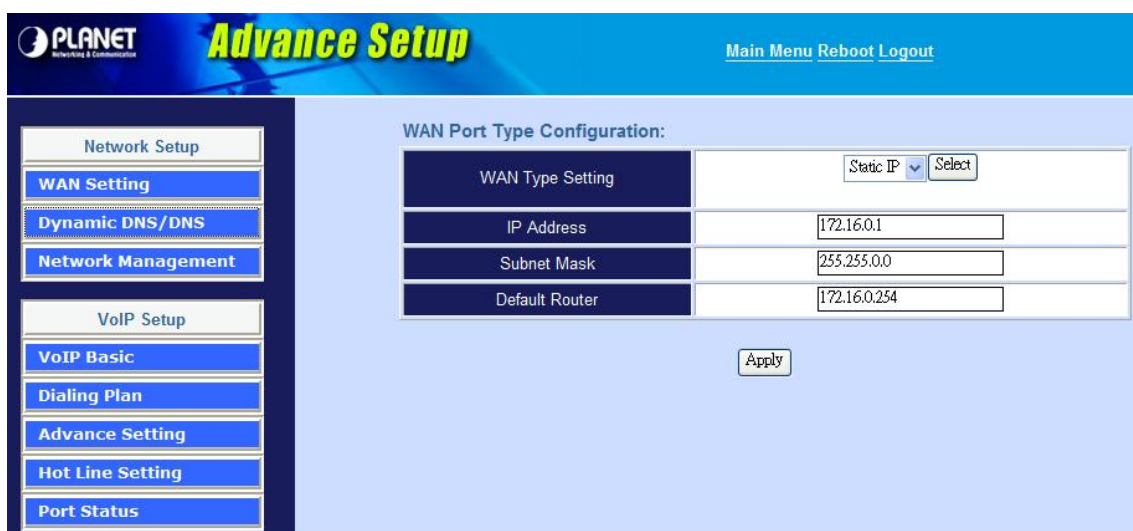 PLANET
Networking & Communication
Advance Setup
Main Menu Reboot Logout
Network Setup
WAN Setting
Dynamic DNS/DNS
Network Management
VoIP Setup
VoIP Basic
Dialing Plan
Advance Setting
Hot Line Setting
Port Status
WAN Port Type Configuration:
WAN Type Setting
Static IP Select
IP Address
172.16.0.1
Subnet Mask
255.255.0.0
Default Router
172.16.0.254
Apply